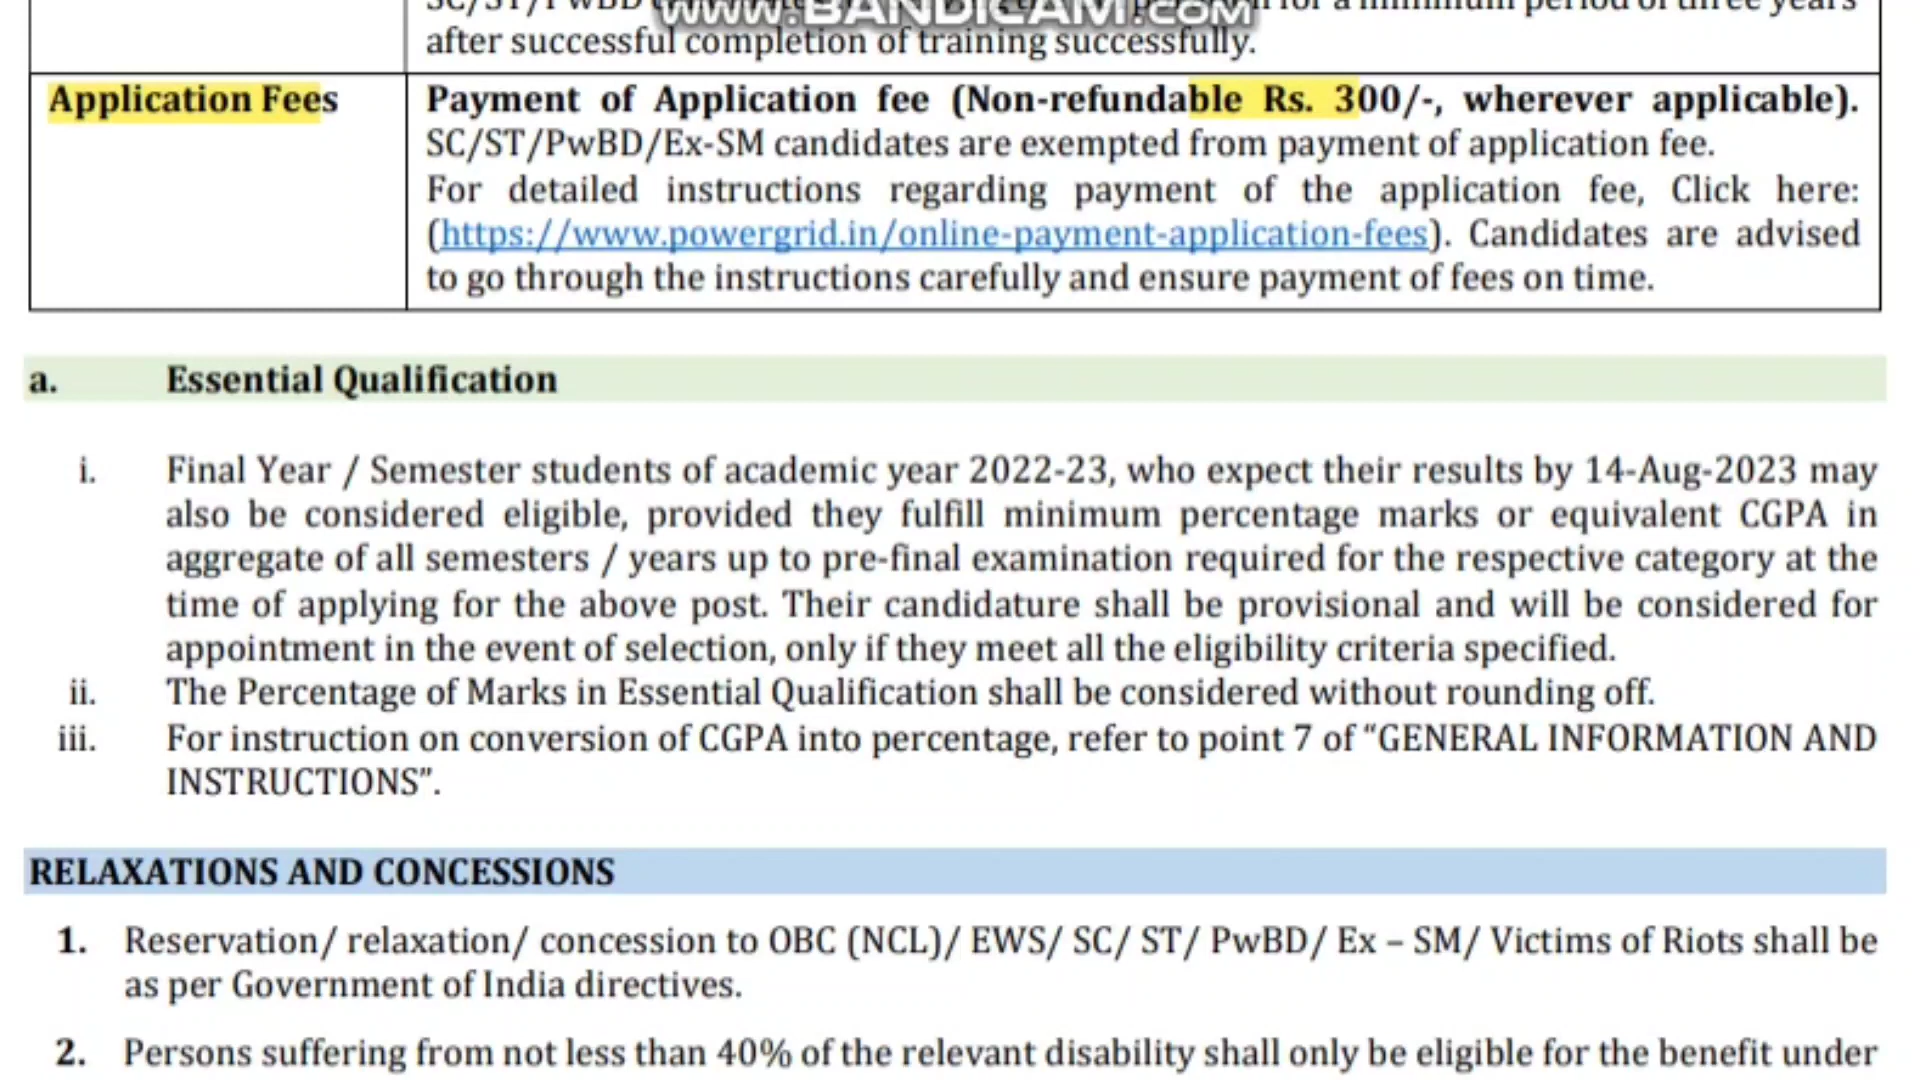 SC/ST/PwBD for a minimum period of three years
WWW.BANDICAM.COM
after successful completion of training successfully.
Application Fees
Payment of Application fee (Non-refundable Rs. 300/-, wherever applicable).
SC/ST/PwBD/Ex-SM candidates are exempted from payment of application fee.
For detailed instructions regarding payment of the application fee, Click here:
(https://www.powergrid.in/online-payment-application-fees). Candidates are advised
to go through the instructions carefully and ensure payment of fees on time.
a. Essential Qualification
i. Final Year / Semester students of academic year 2022-23, who expect their results by 14-Aug-2023 may
also be considered eligible, provided they fulfill minimum percentage marks or equivalent CGPA in
aggregate of all semesters / years up to pre-final examination required for the respective category at the
time of applying for the above post. Their candidature shall be provisional and will be considered for
appointment in the event of selection, only if they meet all the eligibility criteria specified.
ii. The Percentage of Marks in Essential Qualification shall be considered without rounding off.
iii. For instruction on conversion of CGPA into percentage, refer to point 7 of “GENERAL INFORMATION AND
INSTRUCTIONS”.
RELAXATIONS AND CONCESSIONS
1. Reservation/ relaxation/ concession to OBC (NCL)/ EWS/ SC/ ST/ PwBD/ Ex – SM/ Victims of Riots shall be
as per Government of India directives.
2. Persons suffering from not less than 40% of the relevant disability shall only be eligible for the benefit under